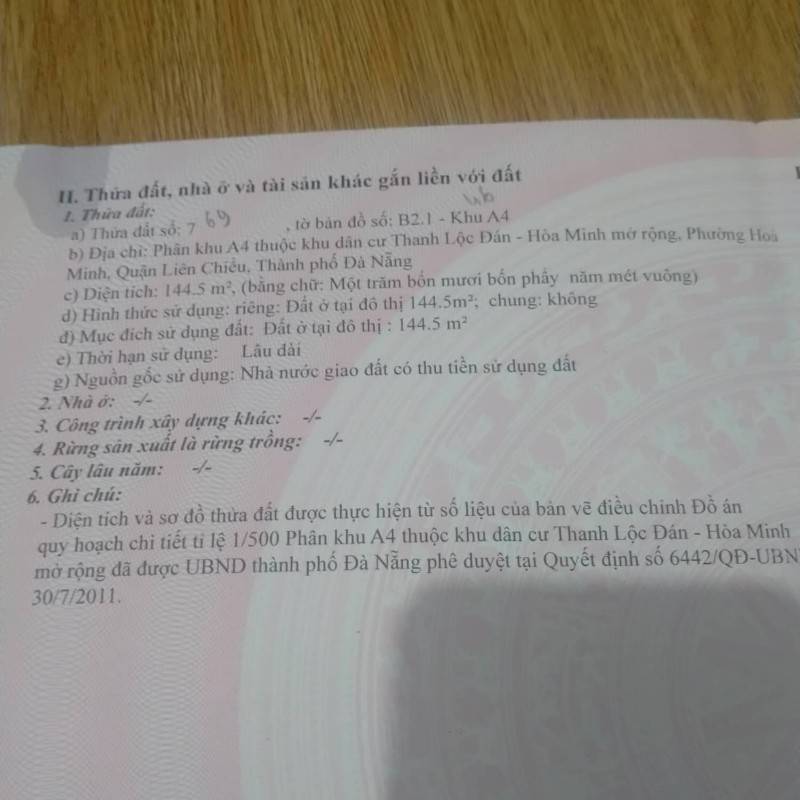 II. Thửa đất, nhà ở và tài sản khác gắn liền với đất
1. Thửa đất:
a) Thửa đất số: 7 69 , tờ bản đồ số: B2.1 - Khu A4
b) Địa chỉ: Phân khu A4 thuộc khu dân cư Thanh Lộc Đán - Hòa Minh mở rộng, Phường Hoà
Minh, Quận Liên Chiểu, Thành phố Đà Nẵng
c) Diện tích: 144.5 m², (bằng chữ: Một trăm bốn mươi bốn phẩy năm mét vuông)
d) Hình thức sử dụng: riêng: Đất ở tại đô thị 144.5m²; chung: không
đ) Mục đích sử dụng đất: Đất ở tại đô thị : 144.5 m²
e) Thời hạn sử dụng: Lâu dài
g) Nguồn gốc sử dụng: Nhà nước giao đất có thu tiền sử dụng đất
2. Nhà ở: -/-
3. Công trình xây dựng khác: -/-
4. Rừng sản xuất là rừng trồng: -/-
5. Cây lâu năm: -/-
6. Ghi chú:
- Diện tích và sơ đồ thửa đất được thực hiện từ số liệu của bản vẽ điều chỉnh Đồ án
quy hoạch chi tiết tỉ lệ 1/500 Phân khu A4 thuộc khu dân cư Thanh Lộc Đán - Hòa Minh
mở rộng đã được UBND thành phố Đà Nẵng phê duyệt tại Quyết định số 6442/QĐ-UBN
30/7/2011.